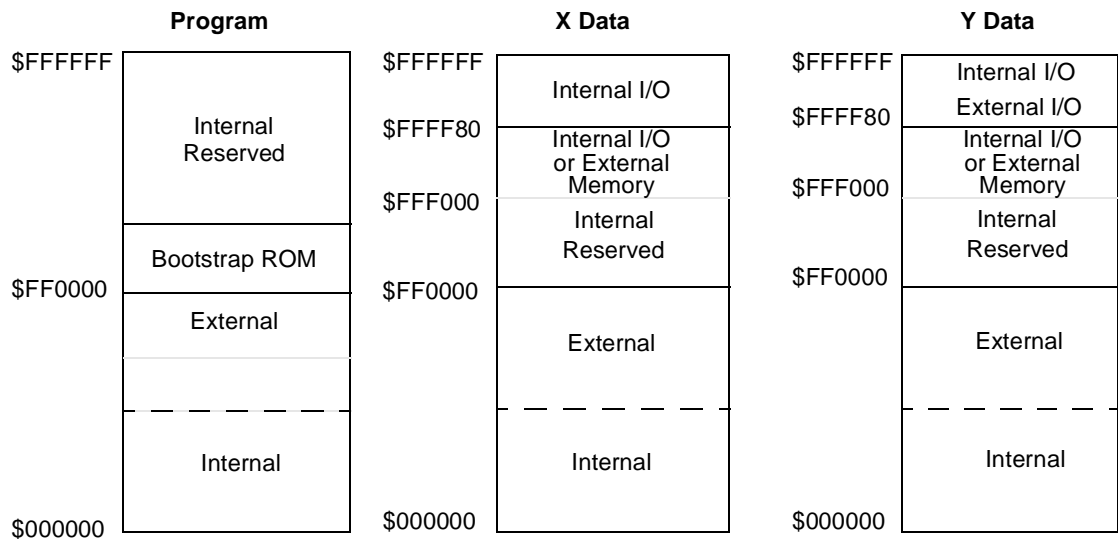 Program
$FFFFFF
Internal
Reserved
Bootstrap ROM
$FF0000
External
Internal
$000000
X Data
$FFFFFF
Internal I/O
$FFFF80
Internal I/O
or External
Memory
$FFF000
Internal
Reserved
$FF0000
External
Internal
$000000
Y Data
$FFFFFF
Internal I/O
External I/O
$FFFF80
Internal I/O
or External
Memory
$FFF000
Internal
Reserved
$FF0000
External
Internal
$000000